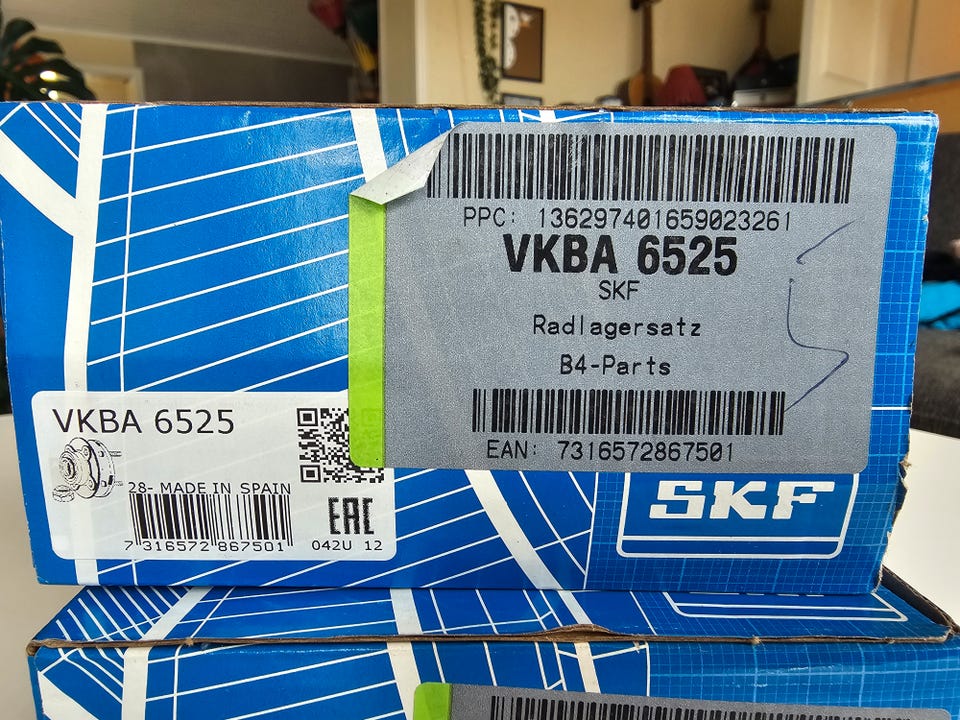 PPC: 136297401659023261
VKBA 6525
SKF
Radlagersatz
B4-Parts
EAN: 7316572867501
VKBA 6525
28- MADE IN SPAIN
7 316572 867501
EAC
042U 12
SKF